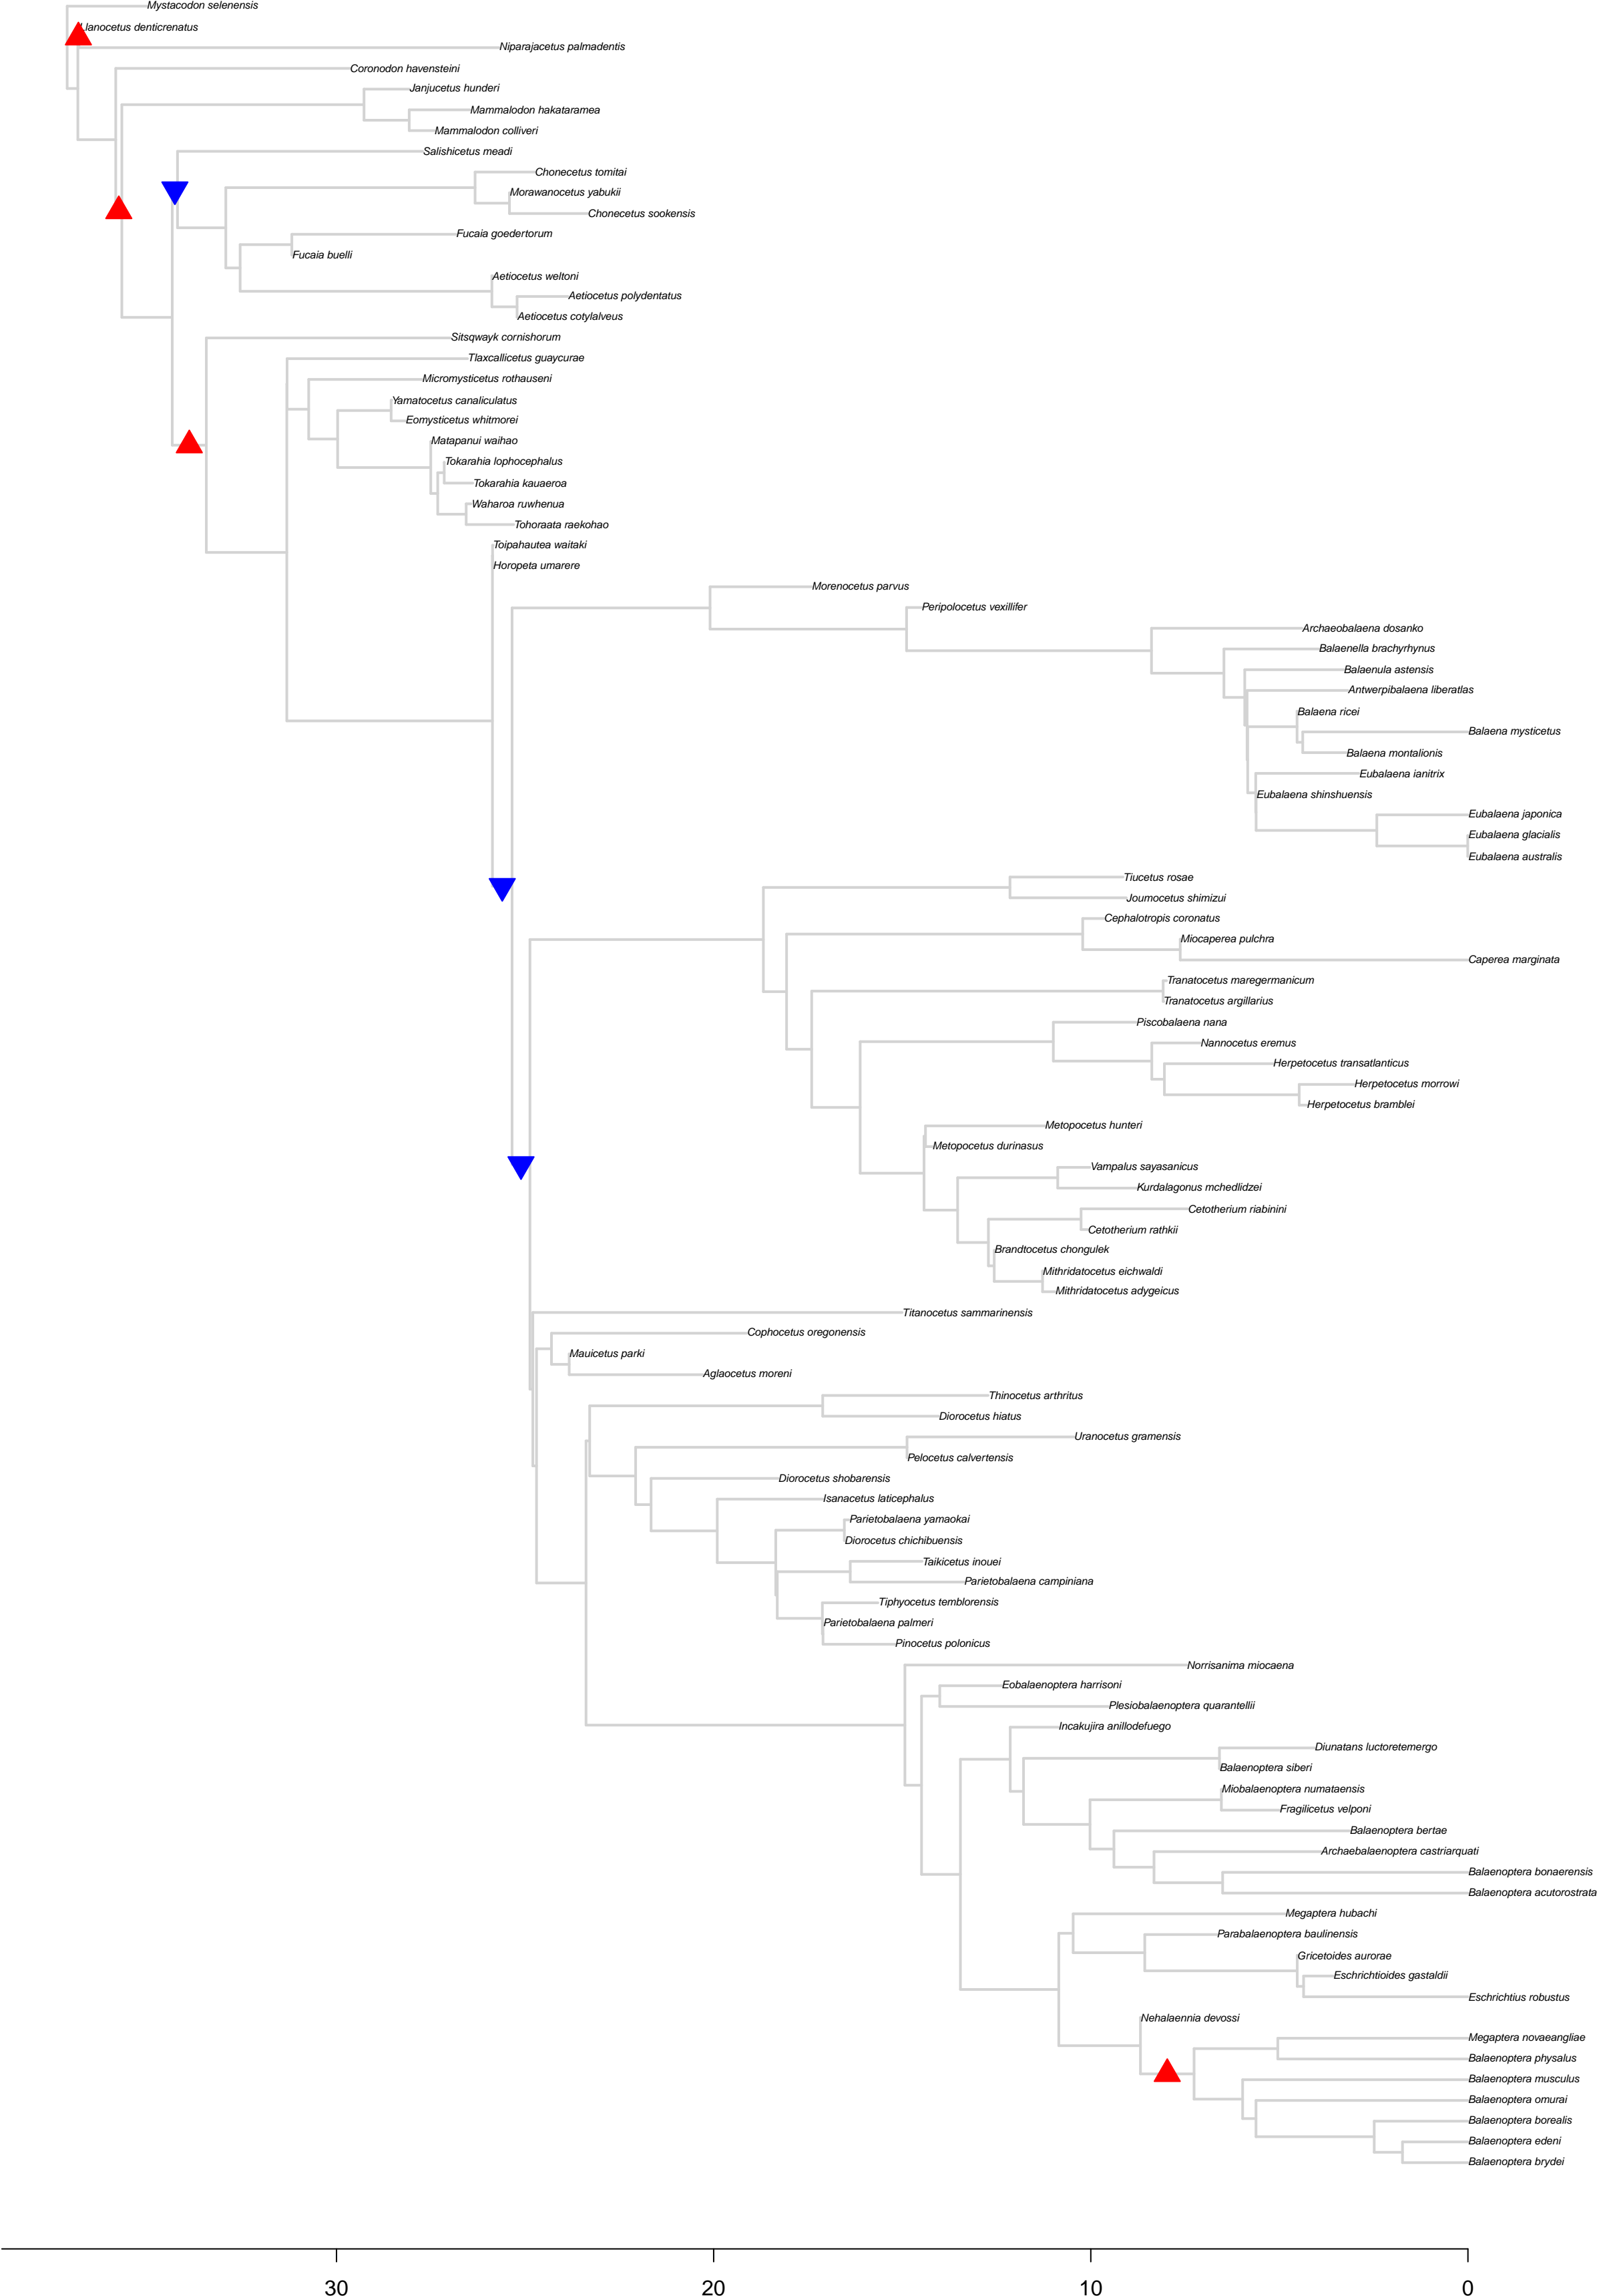 Mystacodon selenensis
Llanocetus denticrenatus
Niparajacetus palmadentis
Coronodon havensteini
Janjucetus hunderi
Mammalodon hakataramea
Mammalodon colliveri
Salishicetus meadi
Chonecetus tomitai
Morawanocetus yabukii
Chonecetus sookensis
Fucaia goedertorum
Fucaia buelli
Aetiocetus weltoni
Aetiocetus polydentatus
Aetiocetus cotylalveus
Sitsqwayk cornishorum
Tlaxcallicetus guaycurae
Micromysticetus rothauseni
Yamatocetus canaliculatus
Eomysticetus whitmorei
Matapanui waihao
Tokarahia lophocephalus
Tokarahia kauaeroa
Waharoa ruwhenua
Tohoraata raekohao
Toipahautea waitaki
Horopeta umarere
Morenocetus parvus
Peripolocetus vexillifer
Archaeobalaena dosanko
Balaenella brachyrhynus
Balaenula astensis
Antwerpibalaena liberatlas
Balaena ricei
Balaena mysticetus
Balaena montalionis
Eubalaena ianitrix
Eubalaena shinshuensis
Eubalaena japonica
Eubalaena glacialis
Eubalaena australis
Tiucetus rosae
Joumocetus shimizui
Cephalotropis coronatus
Miocaperea pulchra
Caperea marginata
Tranatocetus maregermanicum
Tranatocetus argillarius
Piscobalaena nana
Nannocetus eremus
Herpetocetus transatlanticus
Herpetocetus morrowi
Herpetocetus bramblei
Metopocetus hunteri
Metopocetus durinasus
Vampalus sayasanicus
Kurdalagonus mchedlidzei
Cetotherium riabinini
Cetotherium rathkii
Brandtocetus chongulek
Mithridatocetus eichwaldi
Mithridatocetus adygeicus
Titanocetus sammarinensis
Cophocetus oregonensis
Mauicetus parki
Aglaocetus moreni
Thinocetus arthritus
Diorocetus hiatus
Uranocetus gramensis
Pelocetus calvertensis
Diorocetus shobarensis
Isanacetus laticephalus
Parietobalaena yamaokai
Diorocetus chichibuensis
Taikicetus inouei
Parietobalaena campiniana
Tiphyocetus temblorensis
Parietobalaena palmeri
Pinocetus polonicus
Norrisanima miocaena
Eobalaenoptera harrisoni
Plesiobalaenoptera quarantellii
Incakujira anillodefuego
Diunatans luctoretemergo
Balaenoptera siberi
Miobalaenoptera numataensis
Fragilicetus velponi
Balaenoptera bertae
Archaebalaenoptera castriarquati
Balaenoptera bonaerensis
Balaenoptera acutorostrata
Megaptera hubachi
Parabalaenoptera baulinensis
Gricetoides aurorae
Eschrichtioides gastaldii
Eschrichtius robustus
Nehalaennia devossi
Megaptera novaeangliae
Balaenoptera physalus
Balaenoptera musculus
Balaenoptera omurai
Balaenoptera borealis
Balaenoptera edeni
Balaenoptera brydei
30 20 10 0